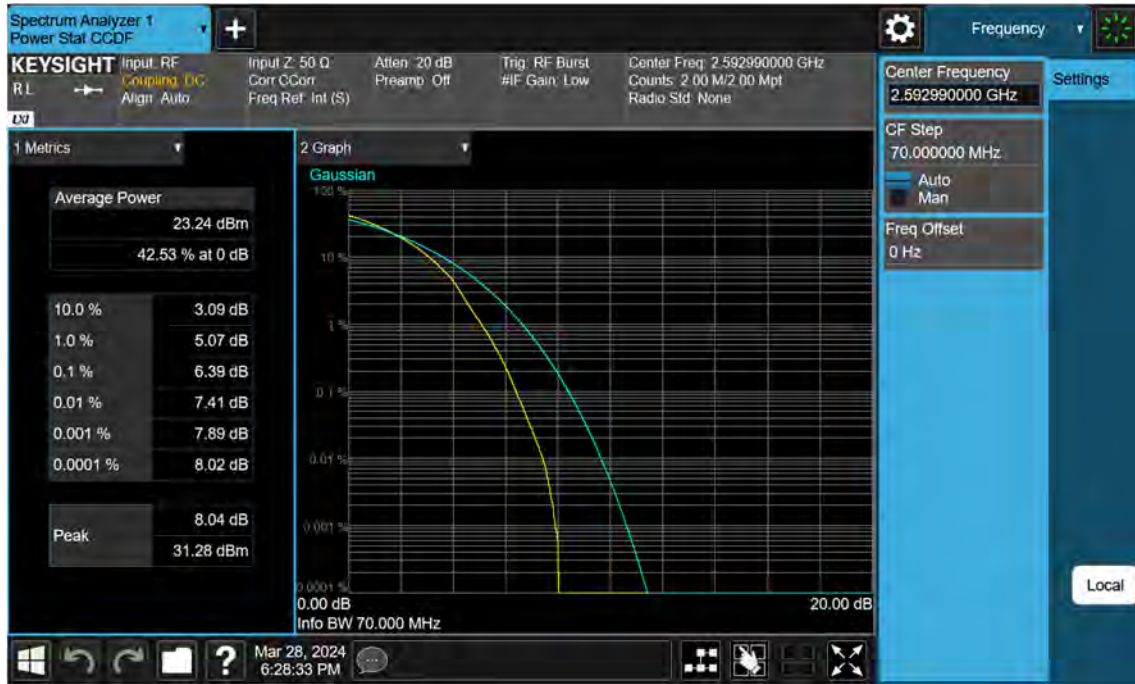 Spectrum Analyzer 1
Power Stat CCDF
+
Frequency
KEYSIGHT
RL
LXI
Input: RF
Coupling: DC
Align: Auto
Input Z: 50 Ω
Corr CCorr
Freq Ref: Int (S)
Atten: 20 dB
Preamp: Off
Trig: RF Burst
#IF Gain: Low
Center Freq: 2.592990000 GHz
Counts: 2.00 M/2.00 Mpt
Radio Std: None
Center Frequency
2.592990000 GHz
Settings
CF Step
70.000000 MHz
Auto
Man
Freq Offset
0 Hz
1 Metrics
Average Power
23.24 dBm
42.53 % at 0 dB
10.0 % 3.09 dB
1.0 % 5.07 dB
0.1 % 6.39 dB
0.01 % 7.41 dB
0.001 % 7.89 dB
0.0001 % 8.02 dB
Peak
8.04 dB
31.28 dBm
2 Graph
Gaussian
100 %
10 %
1 %
0.1 %
0.01 %
0.001 %
0.0001 %
0.00 dB
20.00 dB
Info BW 70.000 MHz
Local
?
Mar 28, 2024
6:28:33 PM